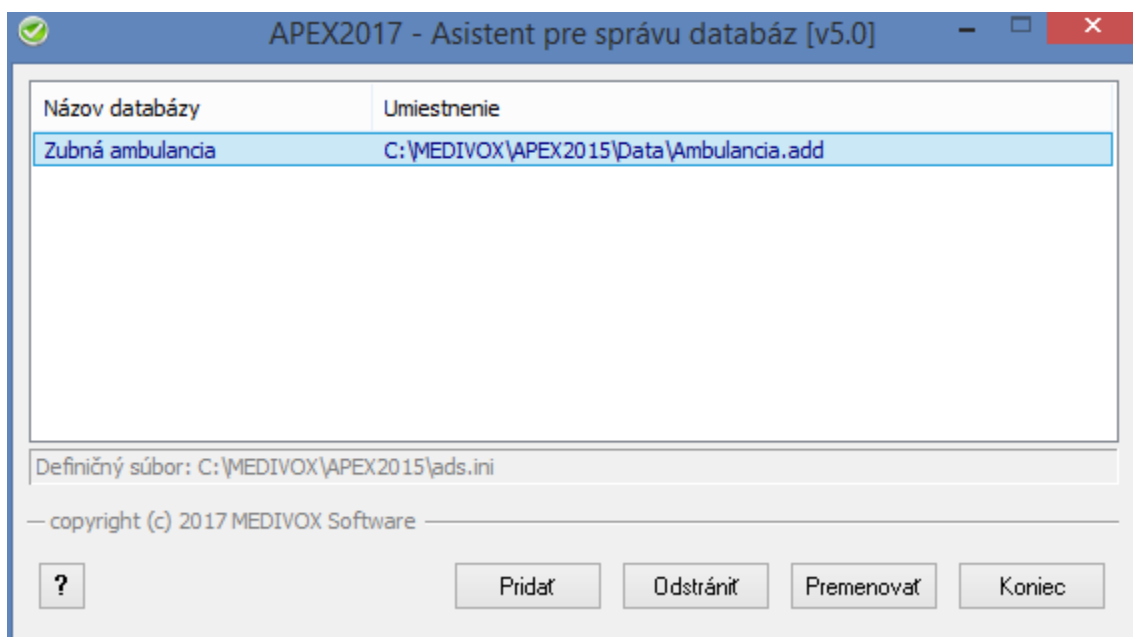 APEX2017 - Asistent pre správu databáz [v5.0]
Názov databázy Umiestnenie
Zubná ambulancia C:\MEDIVOX\APEX2015\Data\Ambulancia.add
Definičný súbor: C:\MEDIVOX\APEX2015\ads.ini
copyright (c) 2017 MEDIVOX Software
? Pridať Odstrániť Premenovať Koniec